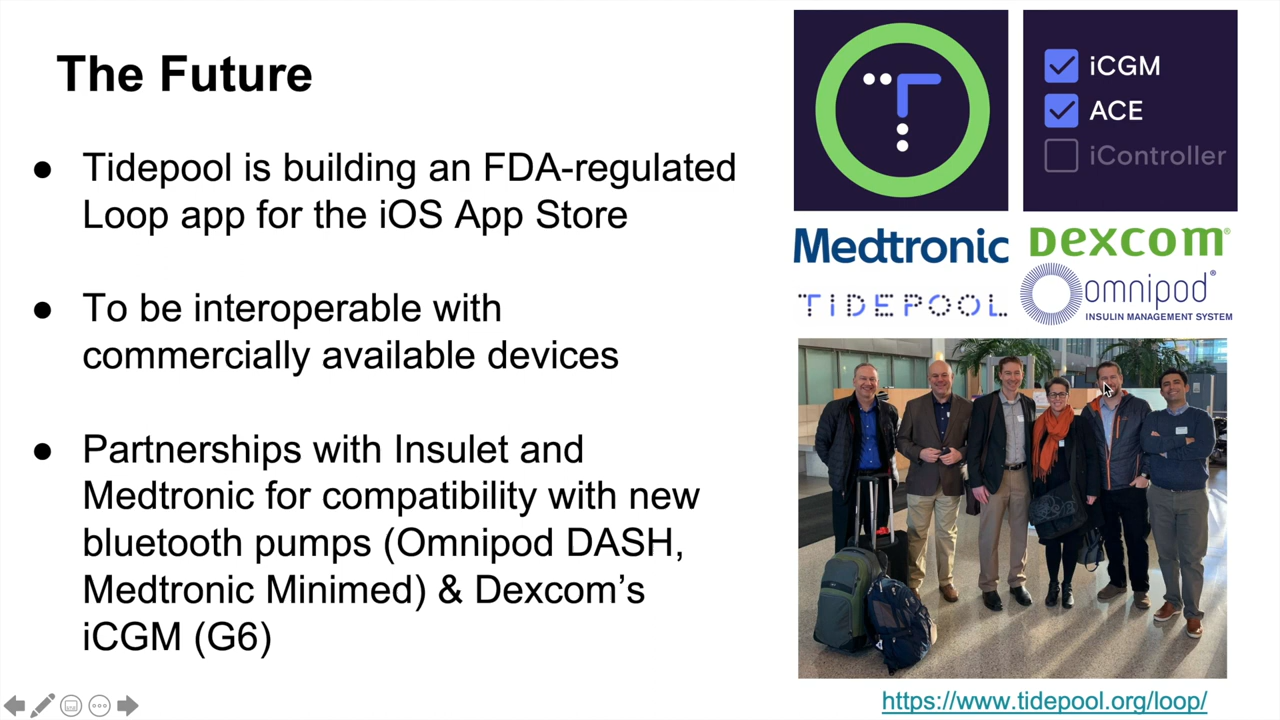 The Future
● Tidepool is building an FDA-regulated
Loop app for the iOS App Store
● To be interoperable with
commercially available devices
● Partnerships with Insulet and
Medtronic for compatibility with new
bluetooth pumps (Omnipod DASH,
Medtronic Minimed) & Dexcom’s
iCGM (G6)
T
iCGM
ACE
iController
Medtronic
Dexcom®
TIDEPOOL
omnipod®
INSULIN MANAGEMENT SYSTEM
https://www.tidepool.org/loop/